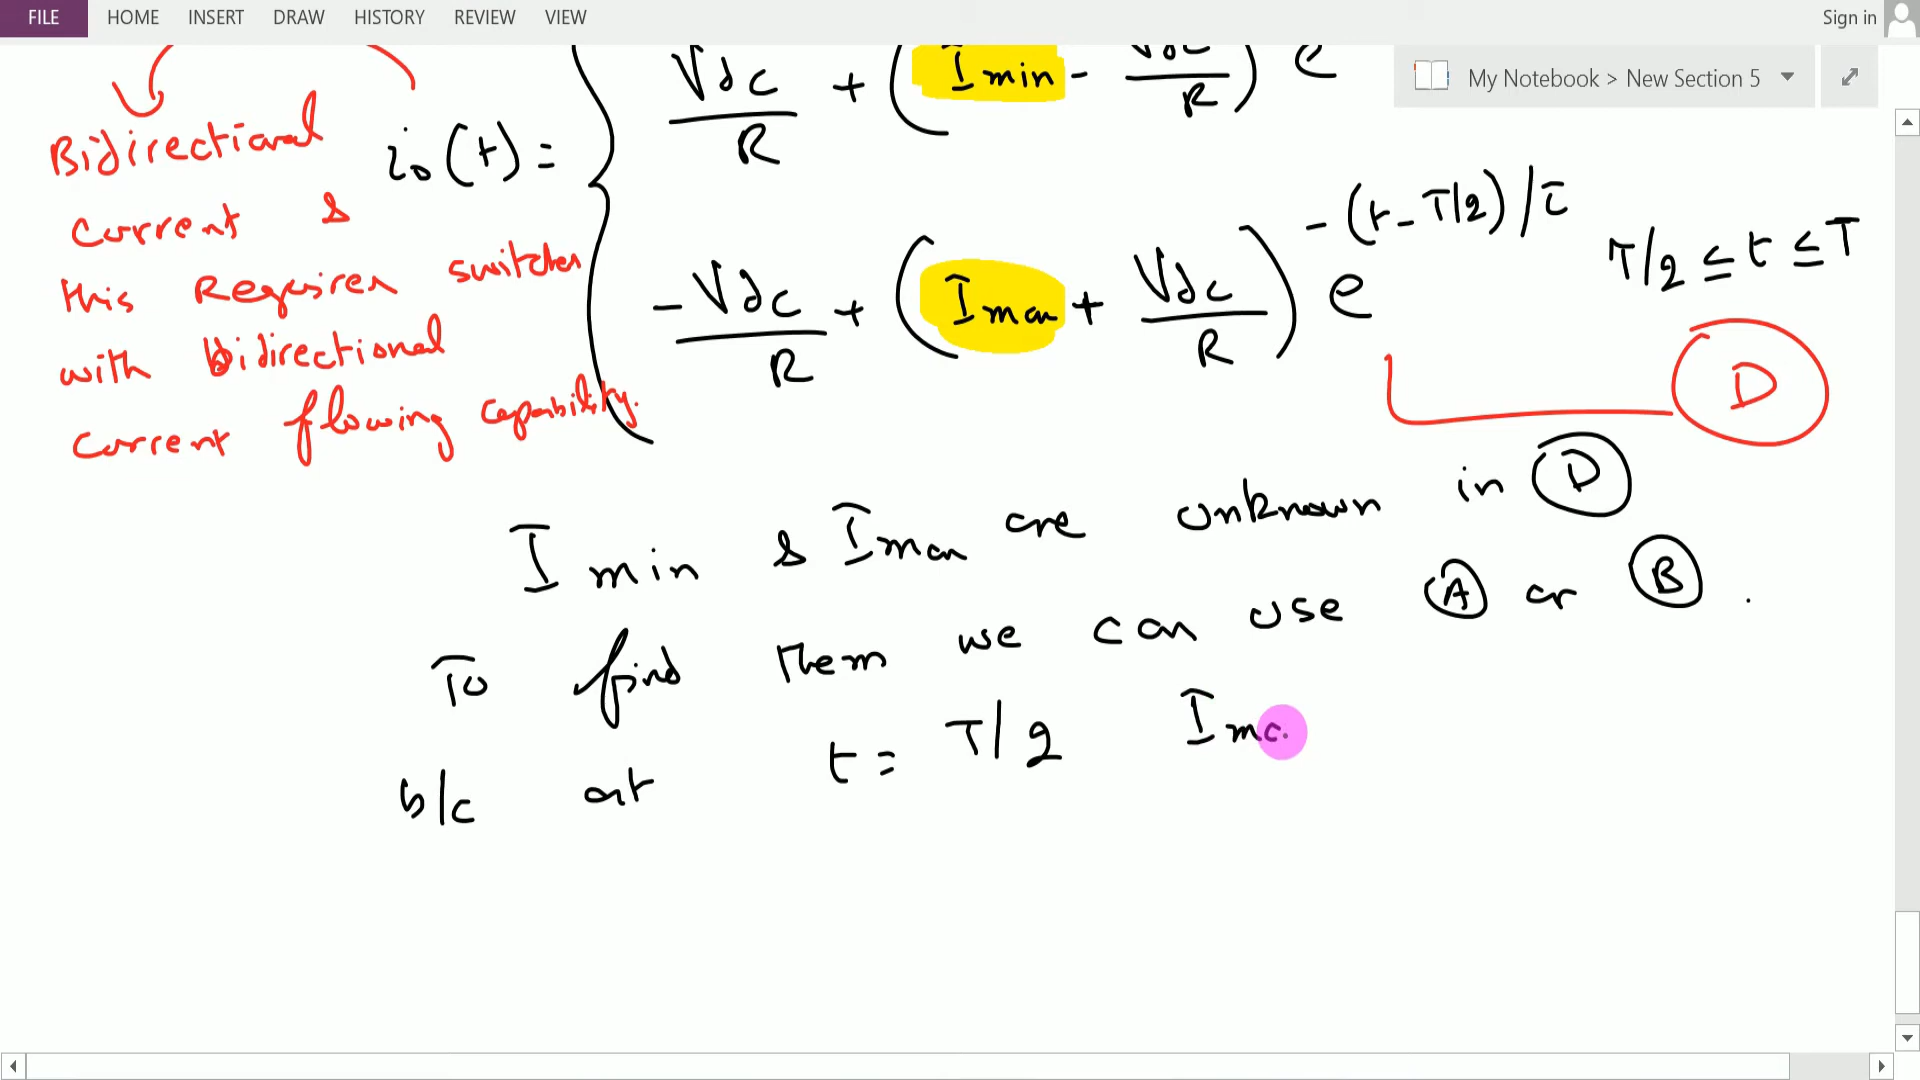 FILE HOME INSERT DRAW HISTORY REVIEW VIEW Sign in
My Notebook > New Section 5
Bidirectional
current &
this Requires switches
with bidirectional
current flowing capability.
io(t) =
Vdc/R + (Imin - Vdc/R) e
-Vdc/R + (Imax + Vdc/R) e -(t-T/2)/τ T/2 ≤ t ≤ T
D
Imin & Imax are unknown in D
To find them we can use A or B .
b/c at t = T/2 Ima